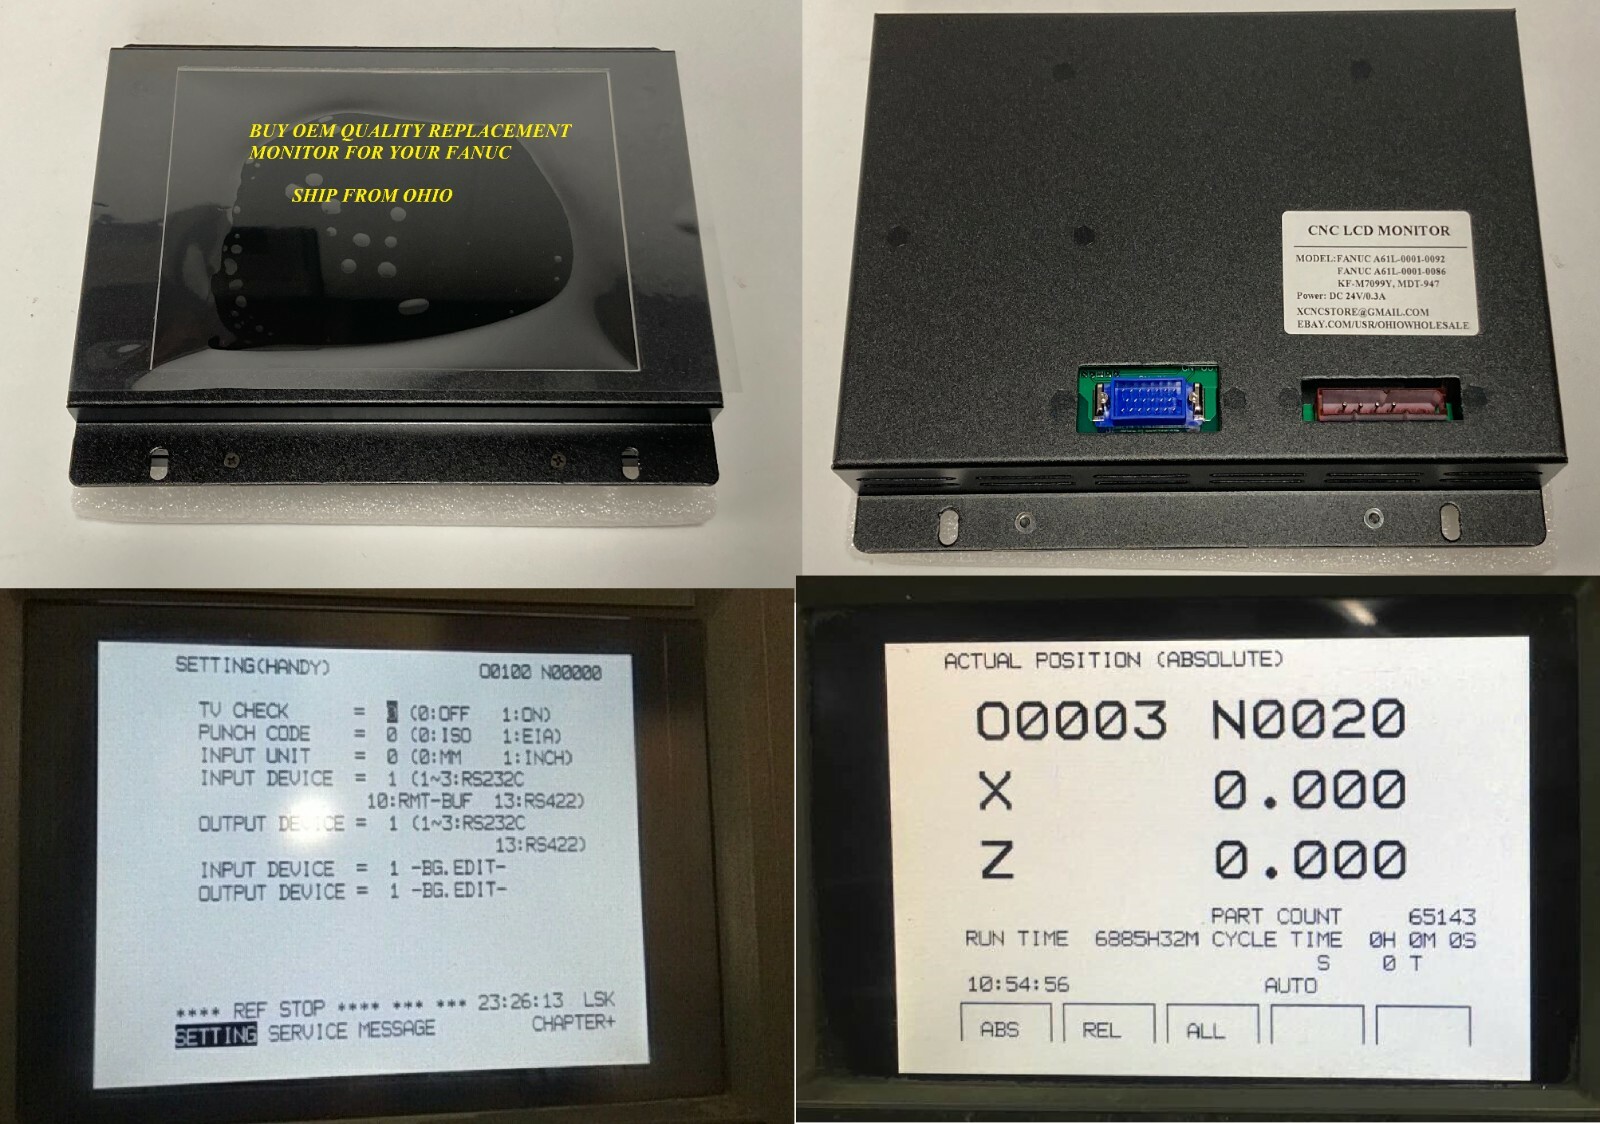 BUY OEM QUALITY REPLACEMENT
MONITOR FOR YOUR FANUC
SHIP FROM OHIO
CNC LCD MONITOR
MODEL:FANUC A61L-0001-0092
FANUC A61L-0001-0086
KF-M7099Y, MDT-947
Power: DC 24V/0.3A
XCNCSTORE@GMAIL.COM
EBAY.COM/USR/OHIOWHOLESALE
SETTING(HANDY) O0100 N00000
TV CHECK = 0 (0:OFF 1:ON)
PUNCH CODE = 0 (0:ISO 1:EIA)
INPUT UNIT = 0 (0:MM 1:INCH)
INPUT DEVICE = 1 (1~3:RS232C
10:RMT-BUF 13:RS422)
OUTPUT DEVICE = 1 (1~3:RS232C
13:RS422)
INPUT DEVICE = 1 -BG.EDIT-
OUTPUT DEVICE = 1 -BG.EDIT-
**** REF STOP **** *** *** 23:26:13 LSK
SETTING SERVICE MESSAGE CHAPTER+
ACTUAL POSITION (ABSOLUTE)
O0003 N0020
X 0.000
Z 0.000
PART COUNT 65143
RUN TIME 6885H32M CYCLE TIME 0H 0M 0S
S 0 T
10:54:56 AUTO
ABS REL ALL